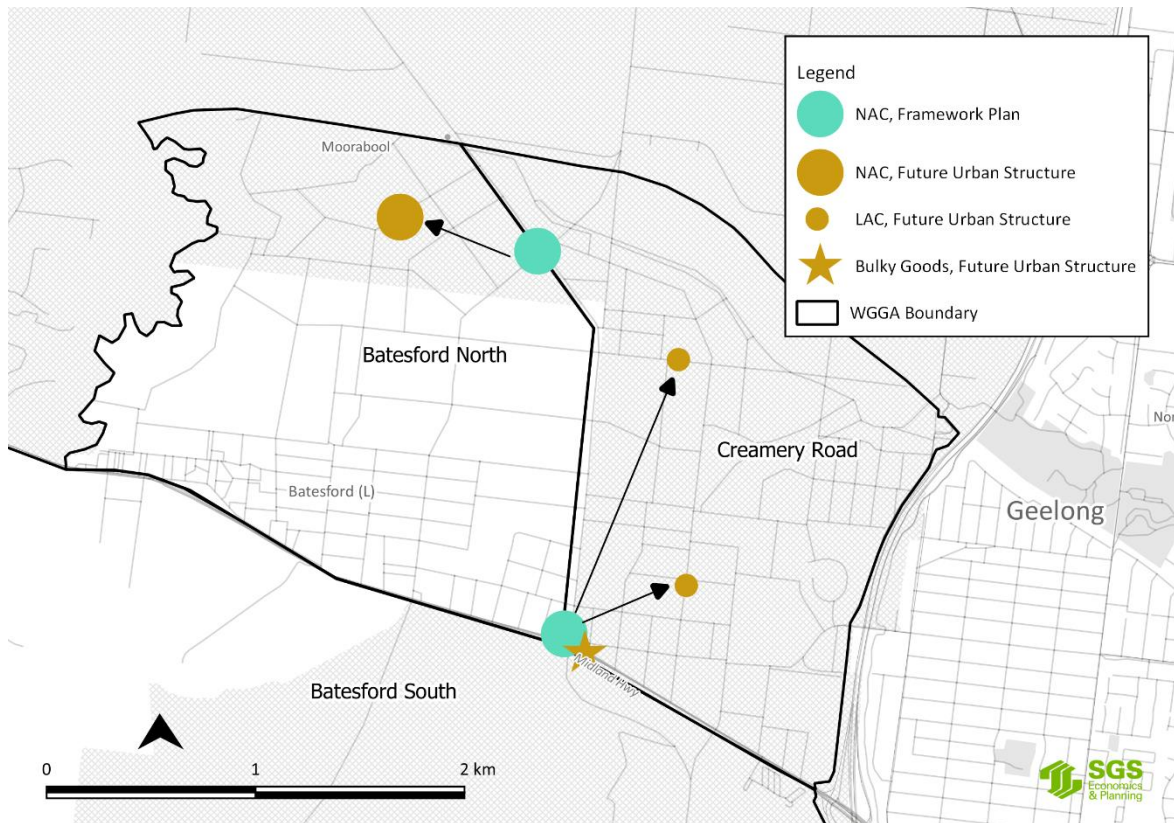 Legend
NAC, Framework Plan
NAC, Future Urban Structure
LAC, Future Urban Structure
Bulky Goods, Future Urban Structure
WGGA Boundary
Moorabool
Batesford North
Creamery Road
Batesford (L)
Geelong
Midland Hwy
Batesford South
0 1 2 km
SGS
Economics
& Planning